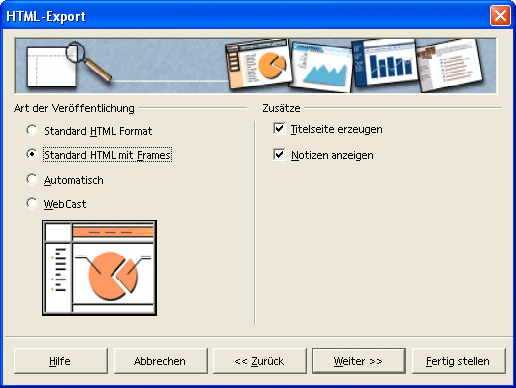 HTML-Export
Art der Veröffentlichung
Standard HTML Format
Standard HTML mit Frames
Automatisch
WebCast
Zusätze
Titelseite erzeugen
Notizen anzeigen
Hilfe
Abbrechen
<< Zurück
Weiter >>
Fertig stellen